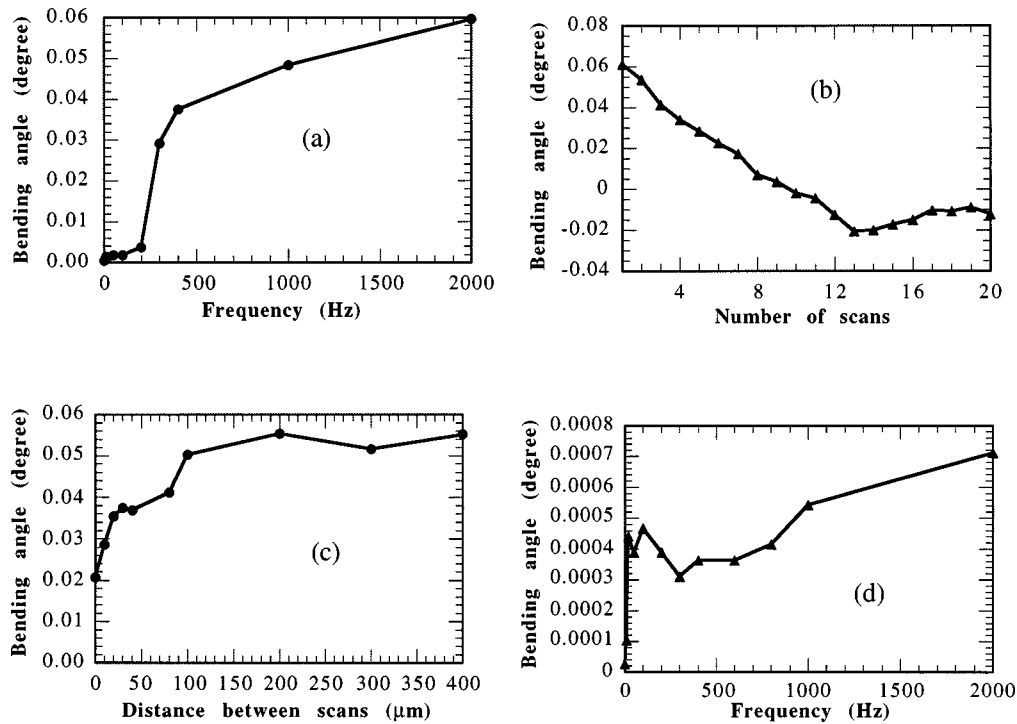 0.06
0.05
0.04
0.03
0.02
0.01
0.00
Bending angle (degree)
(a)
0 500 1000 1500 2000
Frequency (Hz)
0.08
0.06
0.04
0.02
0
-0.02
-0.04
Bending angle (degree)
(b)
4 8 12 16 20
Number of scans
0.06
0.05
0.04
0.03
0.02
0.01
0.00
Bending angle (degree)
(c)
0 50 100 150 200 250 300 350 400
Distance between scans (μm)
0.0008
0.0007
0.0006
0.0005
0.0004
0.0003
0.0002
0.0001
0
Bending angle (degree)
(d)
0 500 1000 1500 2000
Frequency (Hz)